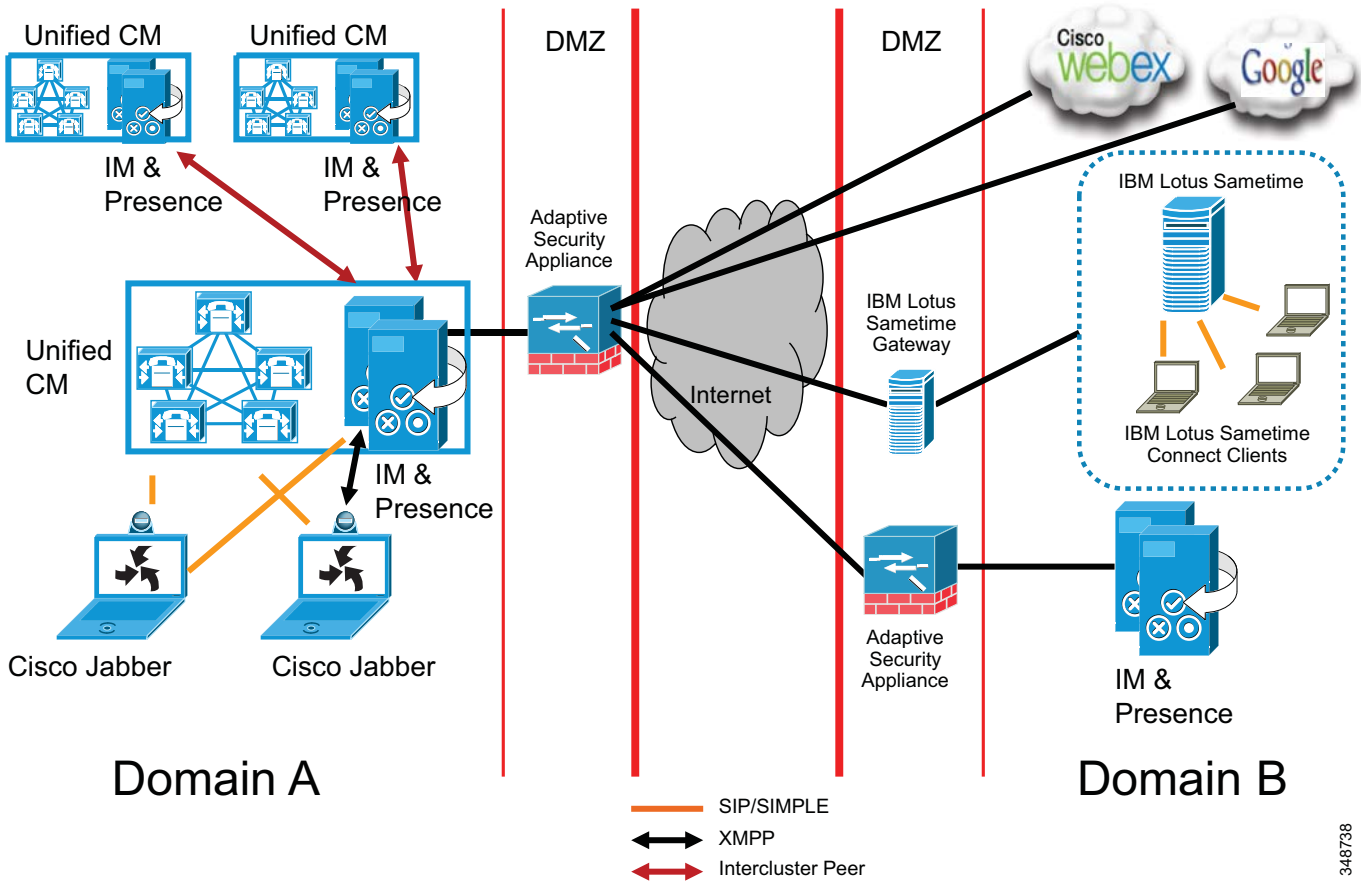 Unified CM
Unified CM
DMZ
DMZ
Cisco
webex
Google
IM &
Presence
IM &
Presence
IBM Lotus Sametime
Adaptive
Security
Appliance
IBM Lotus
Sametime
Gateway
Unified
CM
Internet
IBM Lotus Sametime
Connect Clients
IM &
Presence
Cisco Jabber
Cisco Jabber
Adaptive
Security
Appliance
IM &
Presence
Domain A
Domain B
SIP/SIMPLE
XMPP
Intercluster Peer
348738